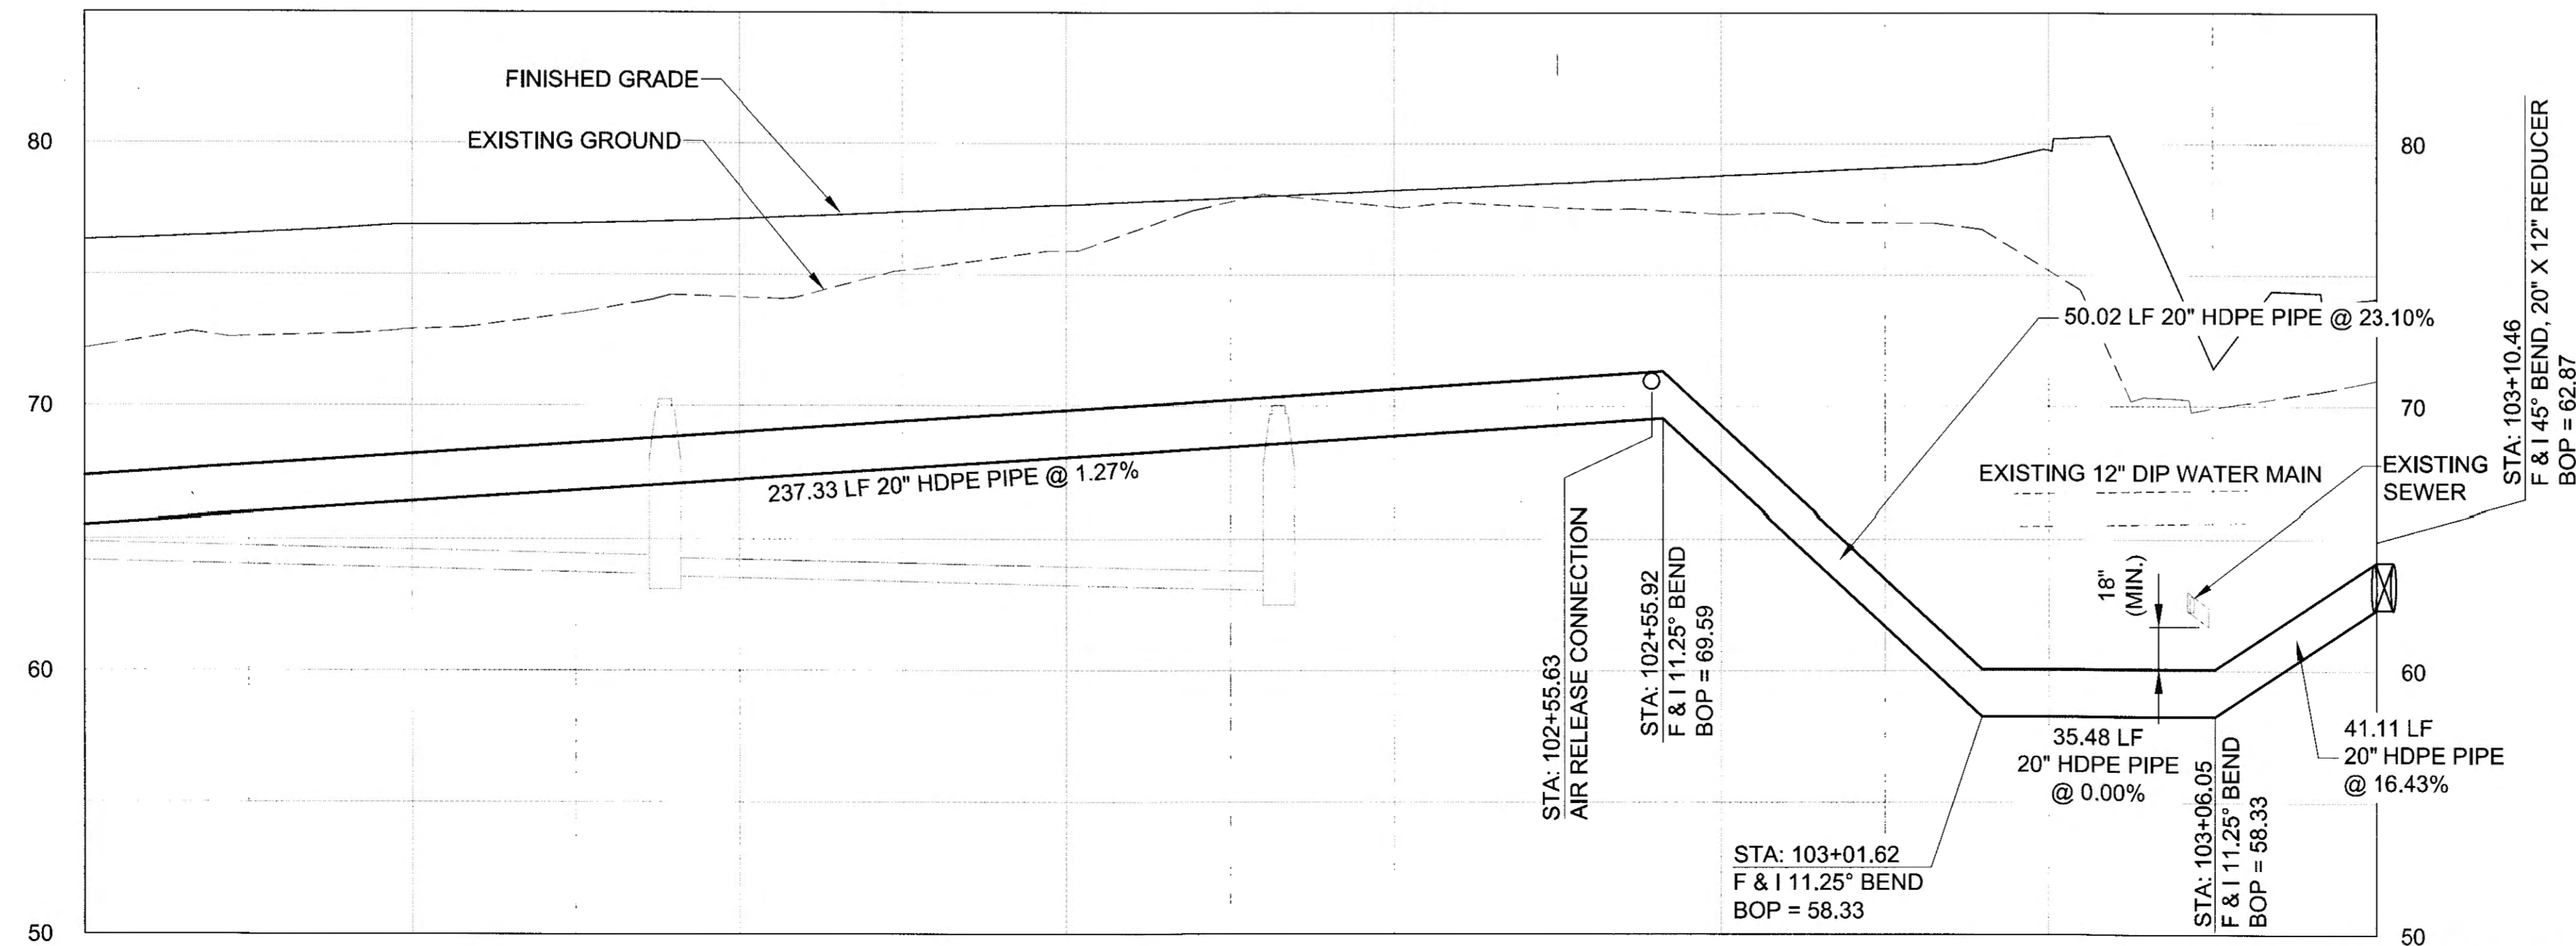 FINISHED GRADE
EXISTING GROUND
80
70
60
50
80
70
60
50
237.33 LF 20" HDPE PIPE @ 1.27%
50.02 LF 20" HDPE PIPE @ 23.10%
EXISTING 12" DIP WATER MAIN
EXISTING
SEWER
18"
(MIN.)
STA: 102+55.63
AIR RELEASE CONNECTION
STA: 102+55.92
F & I 11.25° BEND
BOP = 69.59
STA: 103+01.62
F & I 11.25° BEND
BOP = 58.33
35.48 LF
20" HDPE PIPE
@ 0.00%
STA: 103+06.05
F & I 11.25° BEND
BOP = 58.33
41.11 LF
20" HDPE PIPE
@ 16.43%
STA: 103+10.46
F & I 45° BEND, 20" X 12" REDUCER
BOP = 62.87